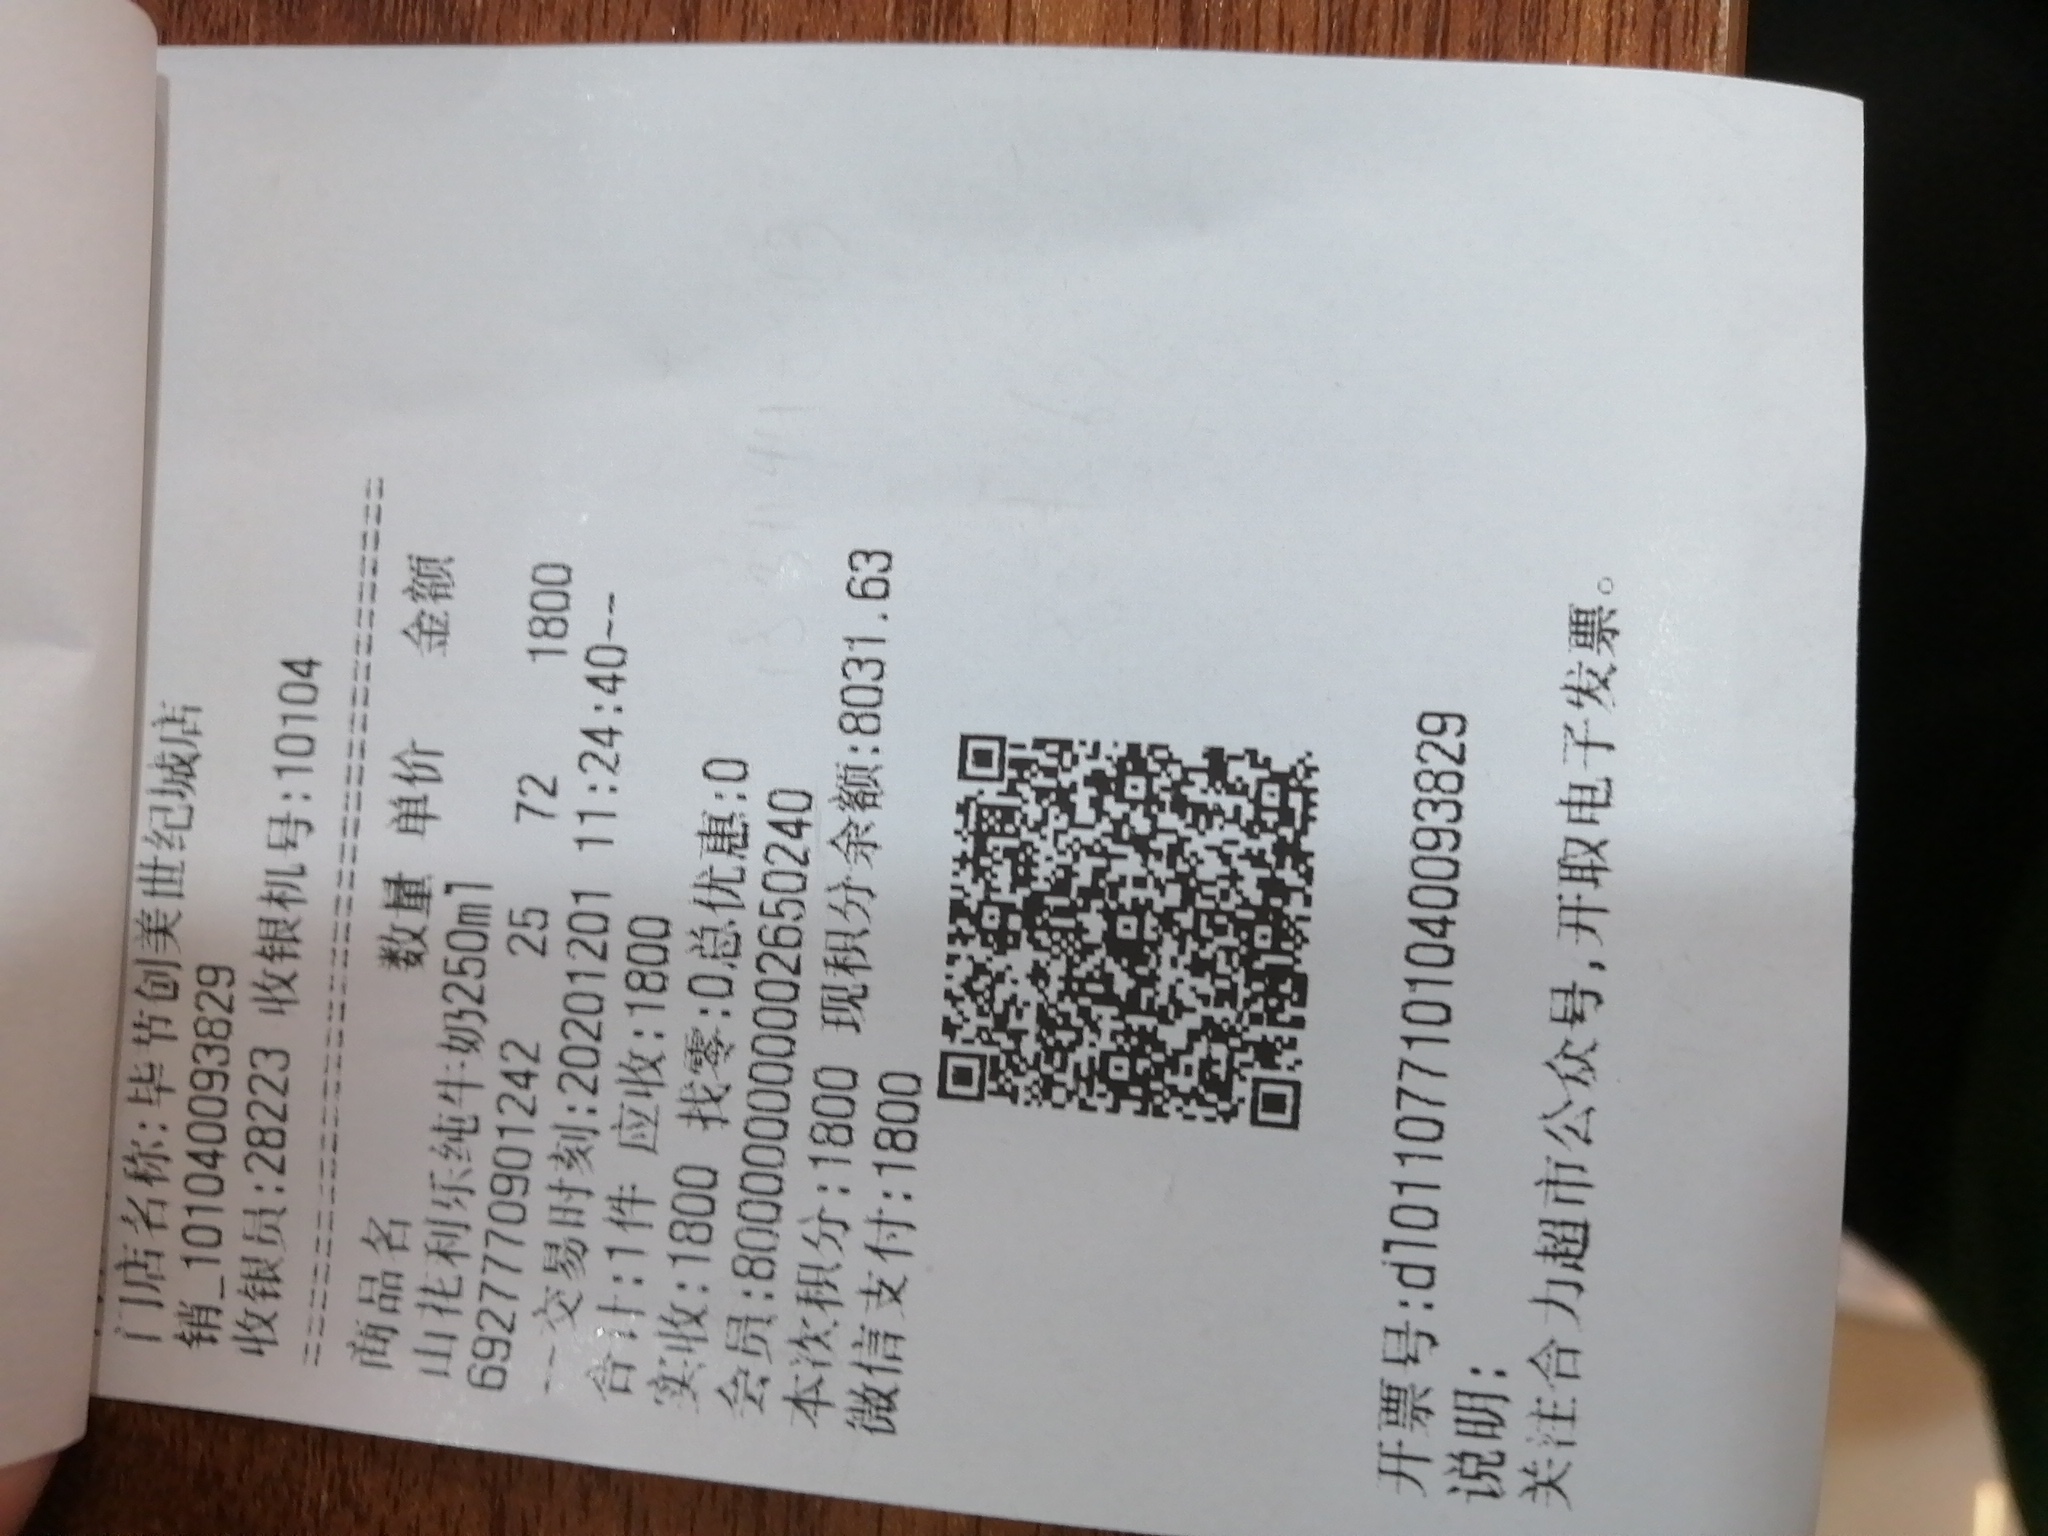 门店名称:毕节创美世纪城店
销_101040093829
收银员:28223 收银机号:10104
商品名 数量 单价 金额
山花利乐纯牛奶250ml
6927770901242 25 72 1800
--交易时刻:20201201 11:24:40--
合计:1件 应收:1800
实收:1800 找零:0总优惠:0
会员:8000000000002650240
本次积分:1800 现积分余额:8031.63
微信支付:1800
开票号:dl011077101040093829
说明:
关注合力超市公众号,开取电子发票。